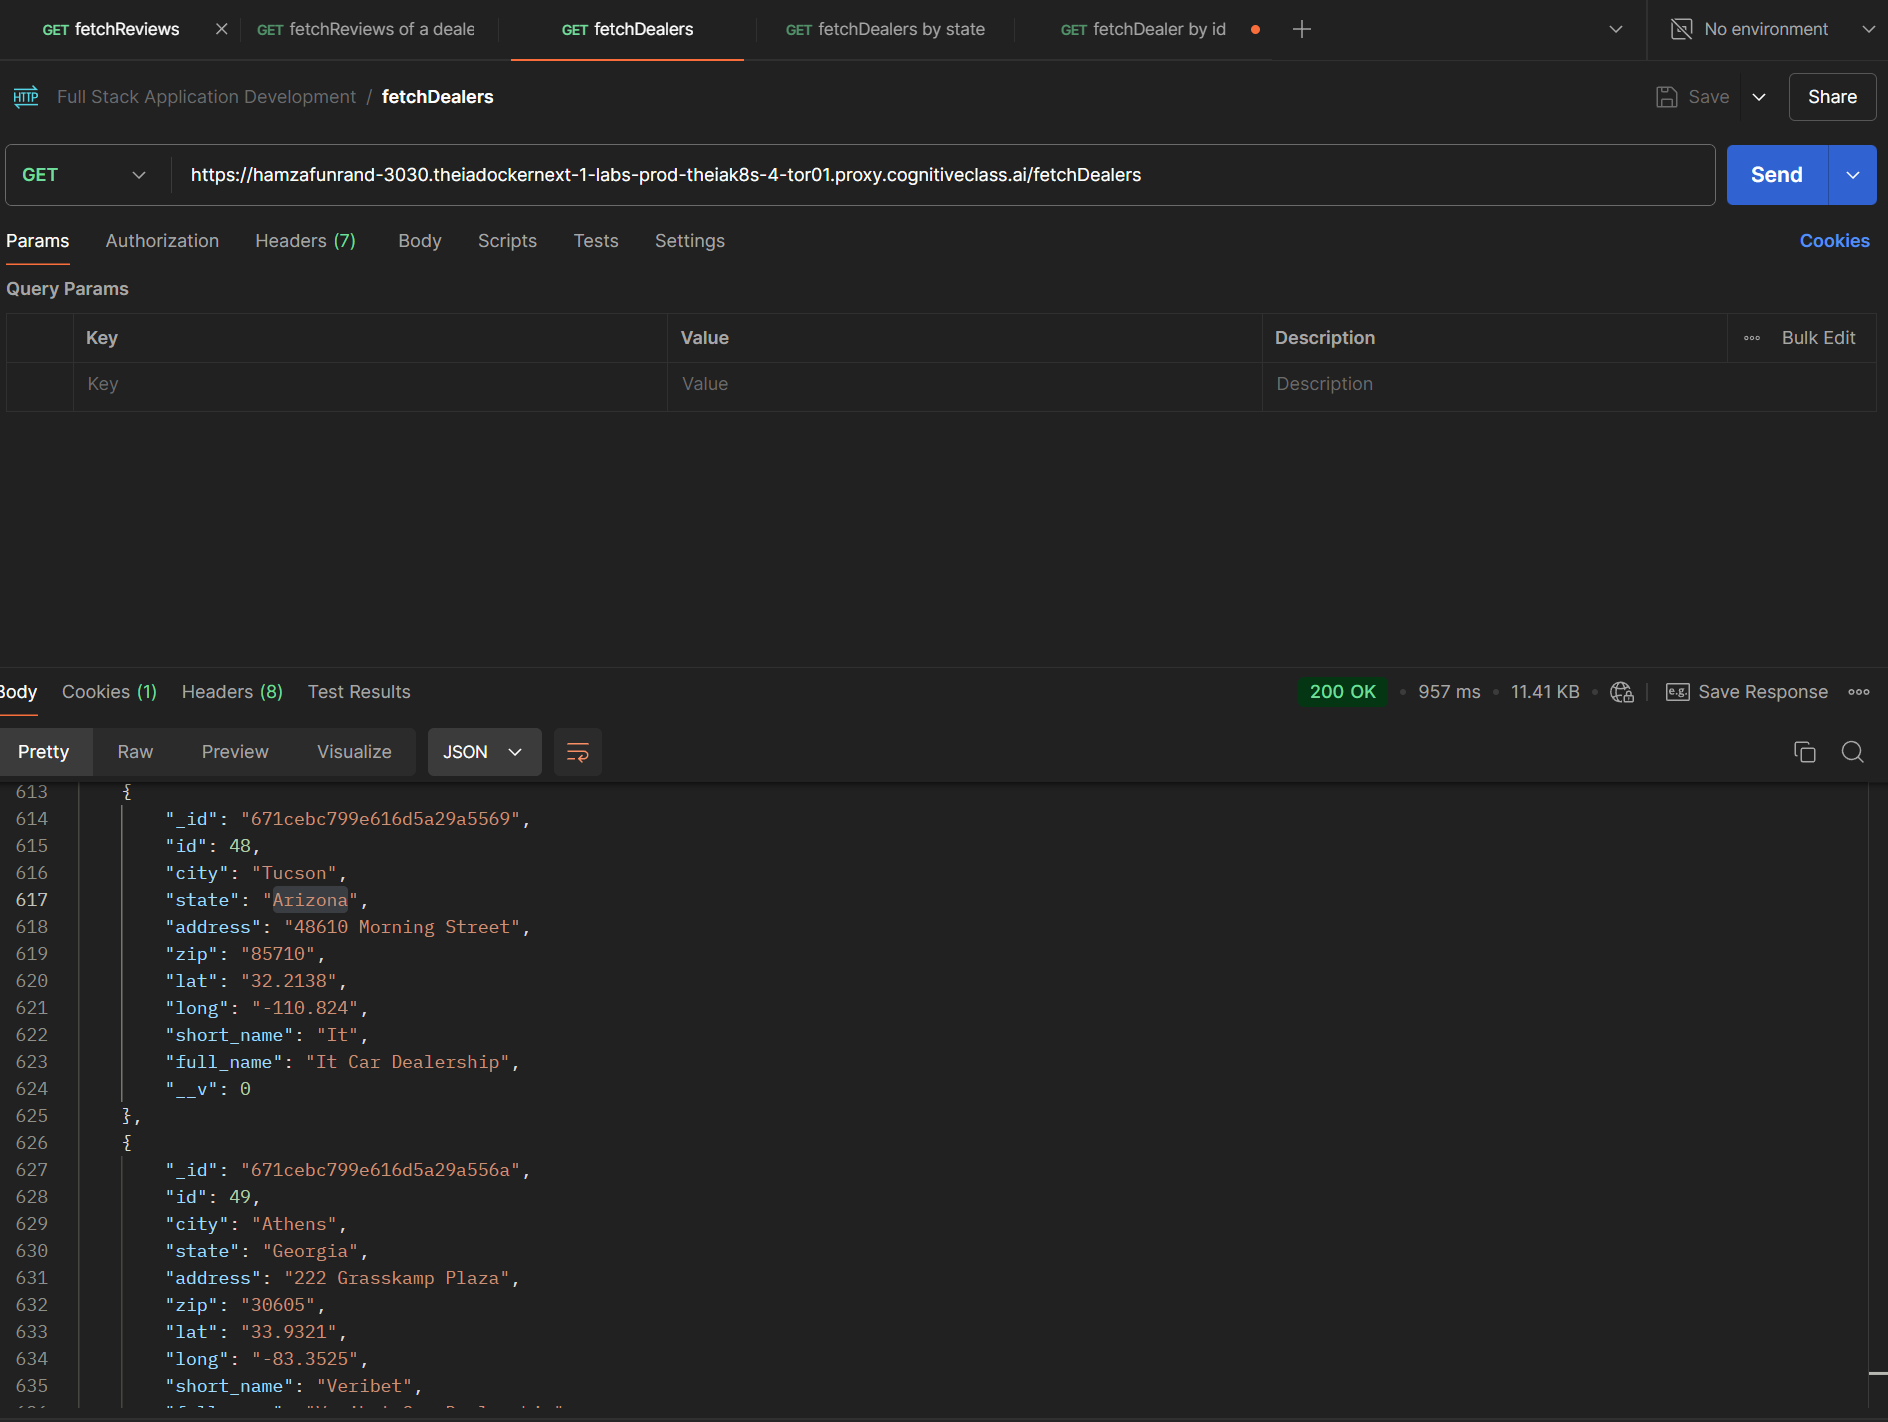 GET fetchReviews
GET fetchReviews of a deale
GET fetchDealers
GET fetchDealers by state
GET fetchDealer by id
No environment
HTTP Full Stack Application Development / fetchDealers
Save
Share
GET
https://hamzafunrand-3030.theiadockernext-1-labs-prod-theiak8s-4-tor01.proxy.cognitiveclass.ai/fetchDealers
Send
Params Authorization Headers (7) Body Scripts Tests Settings
Cookies
Query Params
Key Value Description Bulk Edit
Key Value Description
Body Cookies (1) Headers (8) Test Results
200 OK • 957 ms • 11.41 KB • e.g. Save Response
Pretty Raw Preview Visualize JSON
613 {
614 "_id": "671cebc799e616d5a29a5569",
615 "id": 48,
616 "city": "Tucson",
617 "state": "Arizona",
618 "address": "48610 Morning Street",
619 "zip": "85710",
620 "lat": "32.2138",
621 "long": "-110.824",
622 "short_name": "It",
623 "full_name": "It Car Dealership",
624 "__v": 0
625 },
626 {
627 "_id": "671cebc799e616d5a29a556a",
628 "id": 49,
629 "city": "Athens",
630 "state": "Georgia",
631 "address": "222 Grasskamp Plaza",
632 "zip": "30605",
633 "lat": "33.9321",
634 "long": "-83.3525",
635 "short_name": "Veribet",